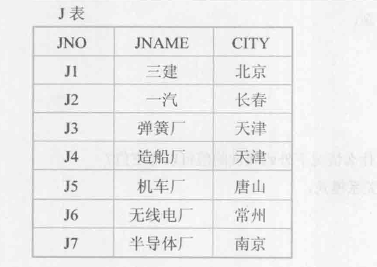 J 表
JNO JNAME CITY
J1 三建 北京
J2 一汽 长春
J3 弹簧厂 天津
J4 造船厂 天津
J5 机车厂 唐山
J6 无线电厂 常州
J7 半导体厂 南京